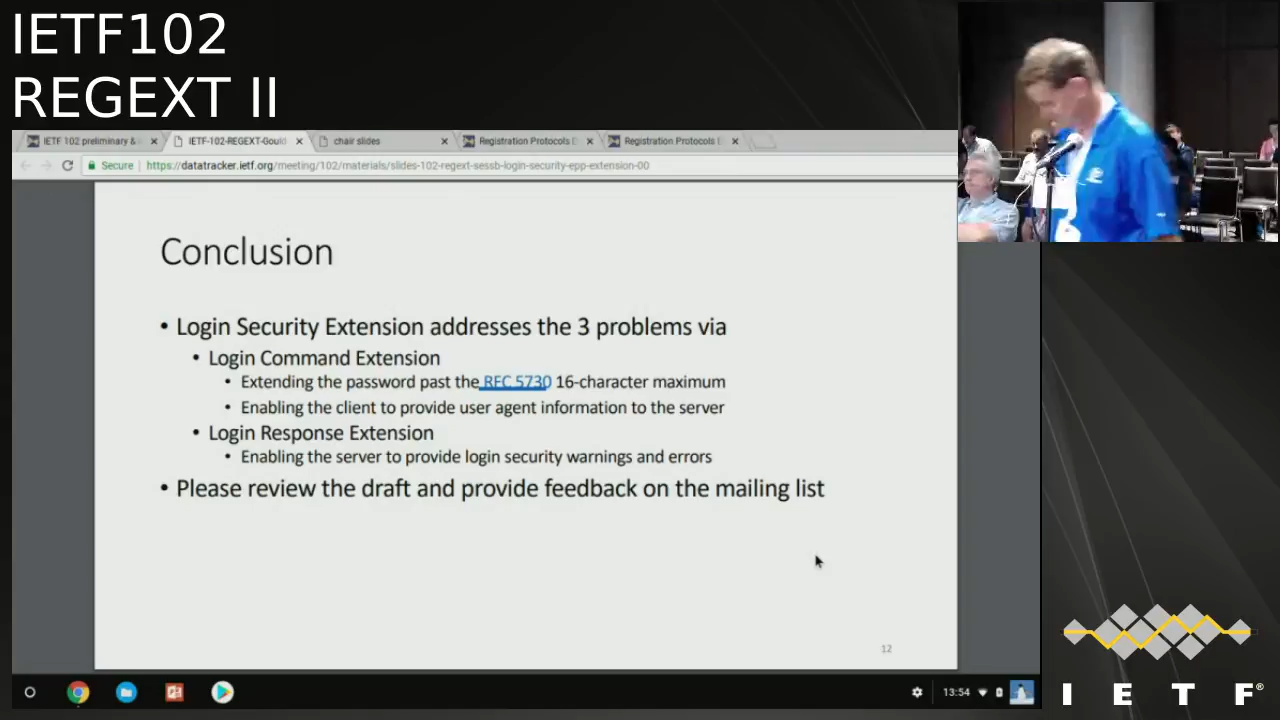 IETF102
REGEXT II
IETF 102 preliminary &
IETF-102-REGEXT-Gould
chair slides
Registration Protocols E
Registration Protocols E
Secure
https://datatracker.ietf.org/meeting/102/materials/slides-102-regext-sessb-login-security-epp-extension-00
Conclusion
• Login Security Extension addresses the 3 problems via
• Login Command Extension
• Extending the password past the RFC 5730 16-character maximum
• Enabling the client to provide user agent information to the server
• Login Response Extension
• Enabling the server to provide login security warnings and errors
• Please review the draft and provide feedback on the mailing list
12
13:54
I E T F®